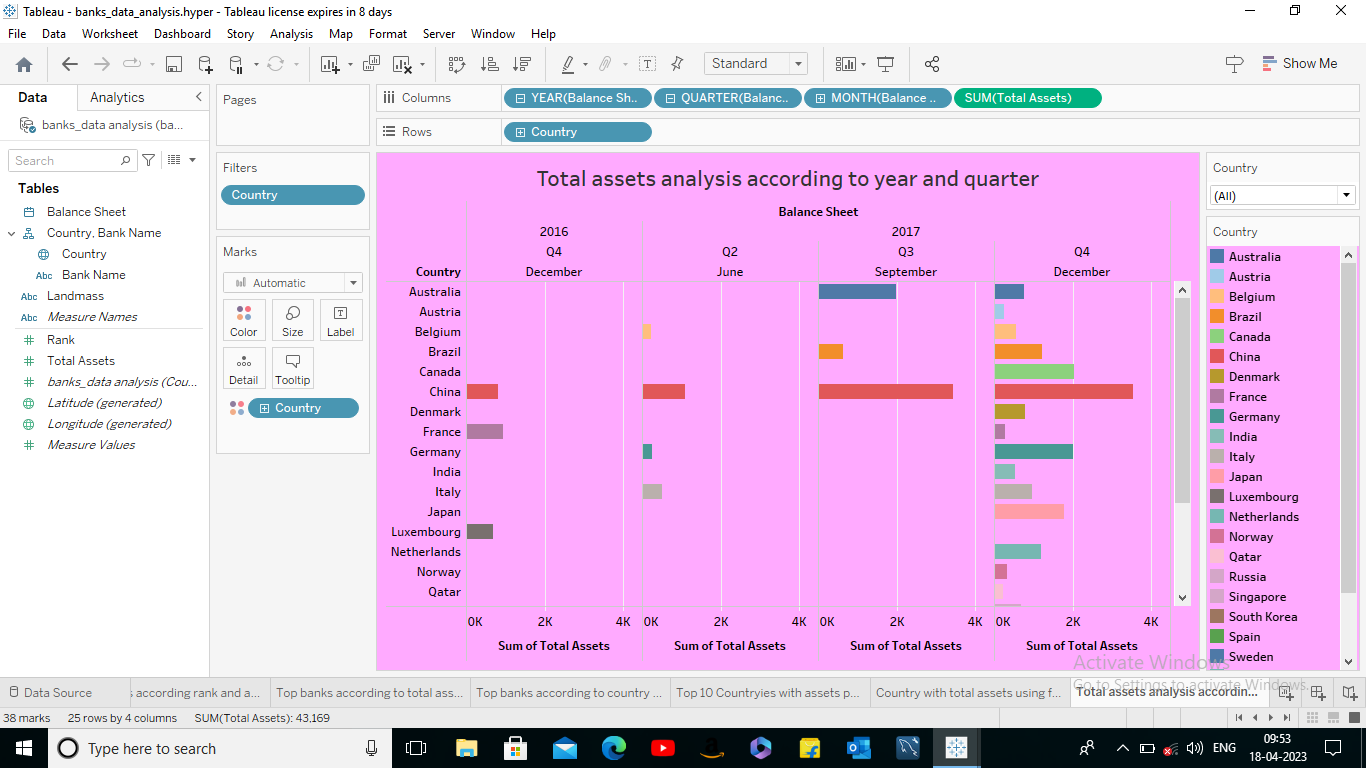 Tableau - banks_data_analysis.hyper - Tableau license expires in 8 days
File Data Worksheet Dashboard Story Analysis Map Format Server Window Help
Standard
Show Me
Data Analytics
banks_data analysis (ba...
Search
Tables
Balance Sheet
Country, Bank Name
Country
Abc Bank Name
Abc Landmass
Abc Measure Names
Rank
Total Assets
banks_data analysis (Cou...
Latitude (generated)
Longitude (generated)
Measure Values
Pages
Filters
Country
Marks
Automatic
Color Size Label
Detail Tooltip
Country
Columns YEAR(Balance Sh.. QUARTER(Balanc.. MONTH(Balance .. SUM(Total Assets)
Rows Country
Total assets analysis according to year and quarter
Balance Sheet
2016 2017
Q4 Q2 Q3 Q4
Country December June September December
Australia
Austria
Belgium
Brazil
Canada
China
Denmark
France
Germany
India
Italy
Japan
Luxembourg
Netherlands
Norway
Qatar
0K 2K 4K 0K 2K 4K 0K 2K 4K 0K 2K 4K
Sum of Total Assets Sum of Total Assets Sum of Total Assets Sum of Total Assets
Country
(All)
Country
Australia
Austria
Belgium
Brazil
Canada
China
Denmark
France
Germany
India
Italy
Japan
Luxembourg
Netherlands
Norway
Qatar
Russia
Singapore
South Korea
Spain
Sweden
Activate Windows
Go to Settings to activate Windows.
Data Source s according rank and a... Top banks according to total ass... Top banks according to country ... Top 10 Countryies with assets p... Country with total assets using f... Total assets analysis accordin...
38 marks 25 rows by 4 columns SUM(Total Assets): 43,169
Type here to search
ENG
09:53
18-04-2023